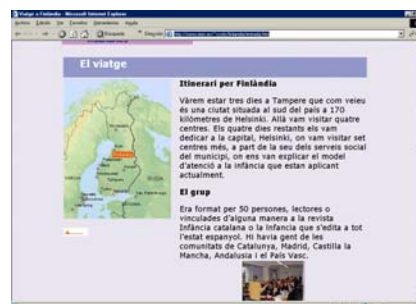 Viatge a Finlàndia - Microsoft Internet Explorer
El viatge
Itinerari per Finlàndia
Vàrem estar tres dies a Tampere que com veieu
és una ciutat situada al sud del país a 170
kilòmetres de Helsinki. Allà vam visitar quatre
centres. Els quatre dies restants els vam
dedicar a la capital, Helsinki, on vam visitar set
centres més, a part de la seu dels serveis social
del municipi, on ens van explicar el model
d'atenció a la infància que estan aplicant
actualment.
El grup
Era format per 50 persones, lectores o
vinculades d'alguna manera a la revista
Infància catalana o la Infancia que s'edita a tot
l'estat espanyol. Hi havia gent de les
comunitats de Catalunya, Madrid, Castilla la
Mancha, Andalusia i el País Vasc.